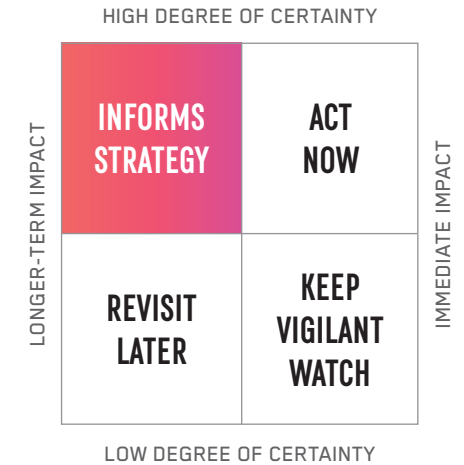 HIGH DEGREE OF CERTAINTY
LONGER-TERM IMPACT
INFORMS
STRATEGY
ACT
NOW
IMMEDIATE IMPACT
REVISIT
LATER
KEEP
VIGILANT
WATCH
LOW DEGREE OF CERTAINTY